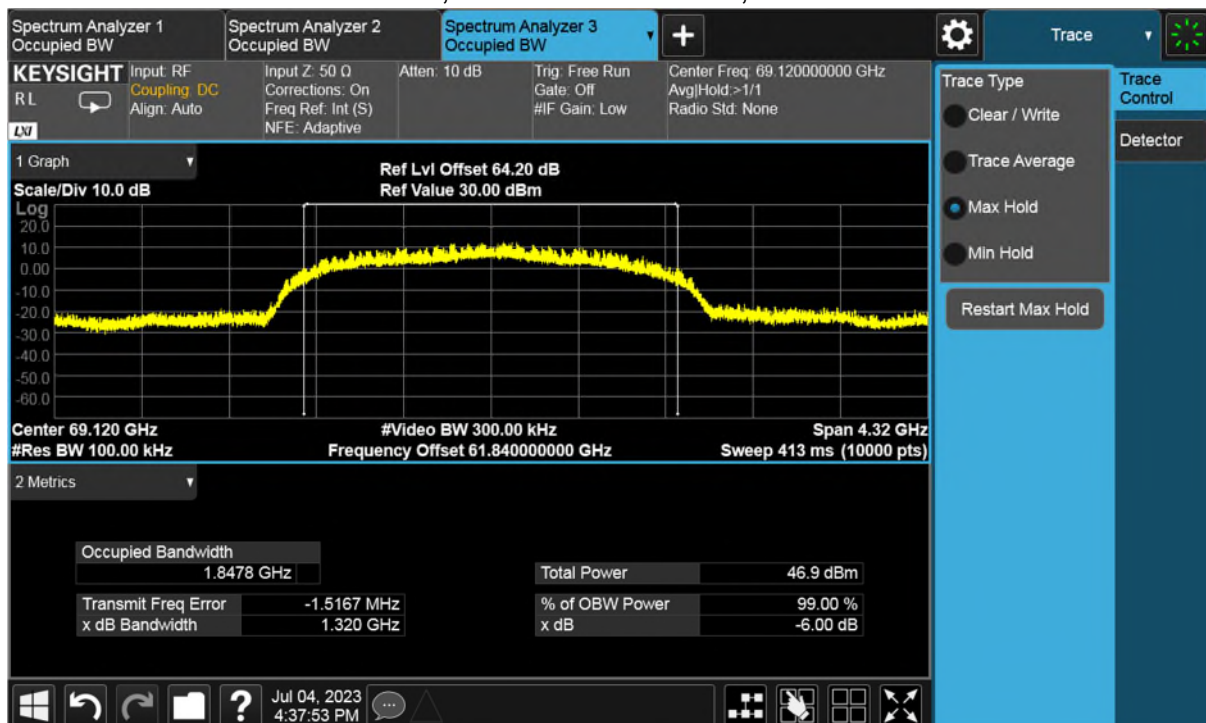 Spectrum Analyzer 1
Occupied BW
Spectrum Analyzer 2
Occupied BW
Spectrum Analyzer 3
Occupied BW
Trace
KEYSIGHT
RL
LXI
Input: RF
Coupling: DC
Align: Auto
Input Z: 50 Ω
Corrections: On
Freq Ref: Int (S)
NFE: Adaptive
Atten: 10 dB
Trig: Free Run
Gate: Off
#IF Gain: Low
Center Freq: 69.120000000 GHz
Avg|Hold:>1/1
Radio Std: None
Trace Type
Clear / Write
Trace Average
Max Hold
Min Hold
Restart Max Hold
Trace
Control
Detector
1 Graph
Scale/Div 10.0 dB
Ref Lvl Offset 64.20 dB
Ref Value 30.00 dBm
Log
20.0
10.0
0.00
-10.0
-20.0
-30.0
-40.0
-50.0
-60.0
Center 69.120 GHz
#Video BW 300.00 kHz
Span 4.32 GHz
#Res BW 100.00 kHz
Frequency Offset 61.840000000 GHz
Sweep 413 ms (10000 pts)
2 Metrics
Occupied Bandwidth
1.8478 GHz
Total Power 46.9 dBm
Transmit Freq Error -1.5167 MHz
% of OBW Power 99.00 %
x dB Bandwidth 1.320 GHz
x dB -6.00 dB
?
Jul 04, 2023
4:37:53 PM